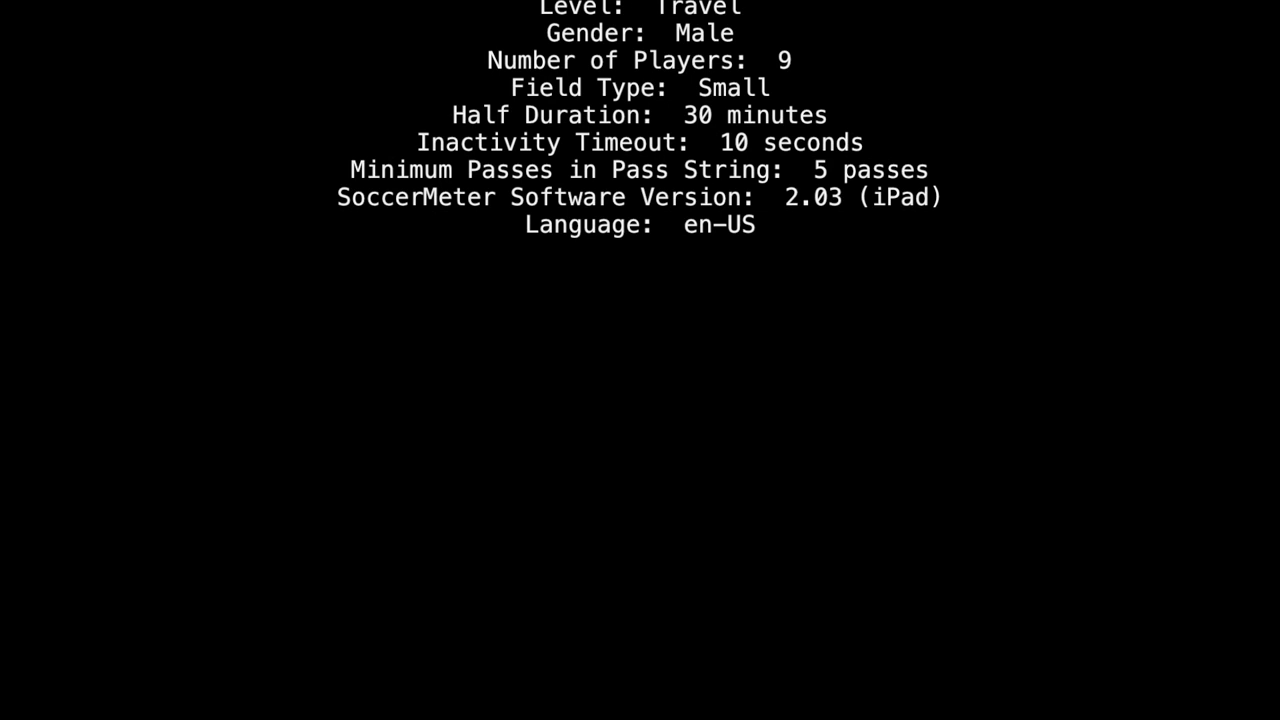 Level:  Travel
Gender:  Male
Number of Players:  9
Field Type:  Small
Half Duration:  30 minutes
Inactivity Timeout:  10 seconds
Minimum Passes in Pass String:  5 passes
SoccerMeter Software Version:  2.03 (iPad)
Language:  en-US